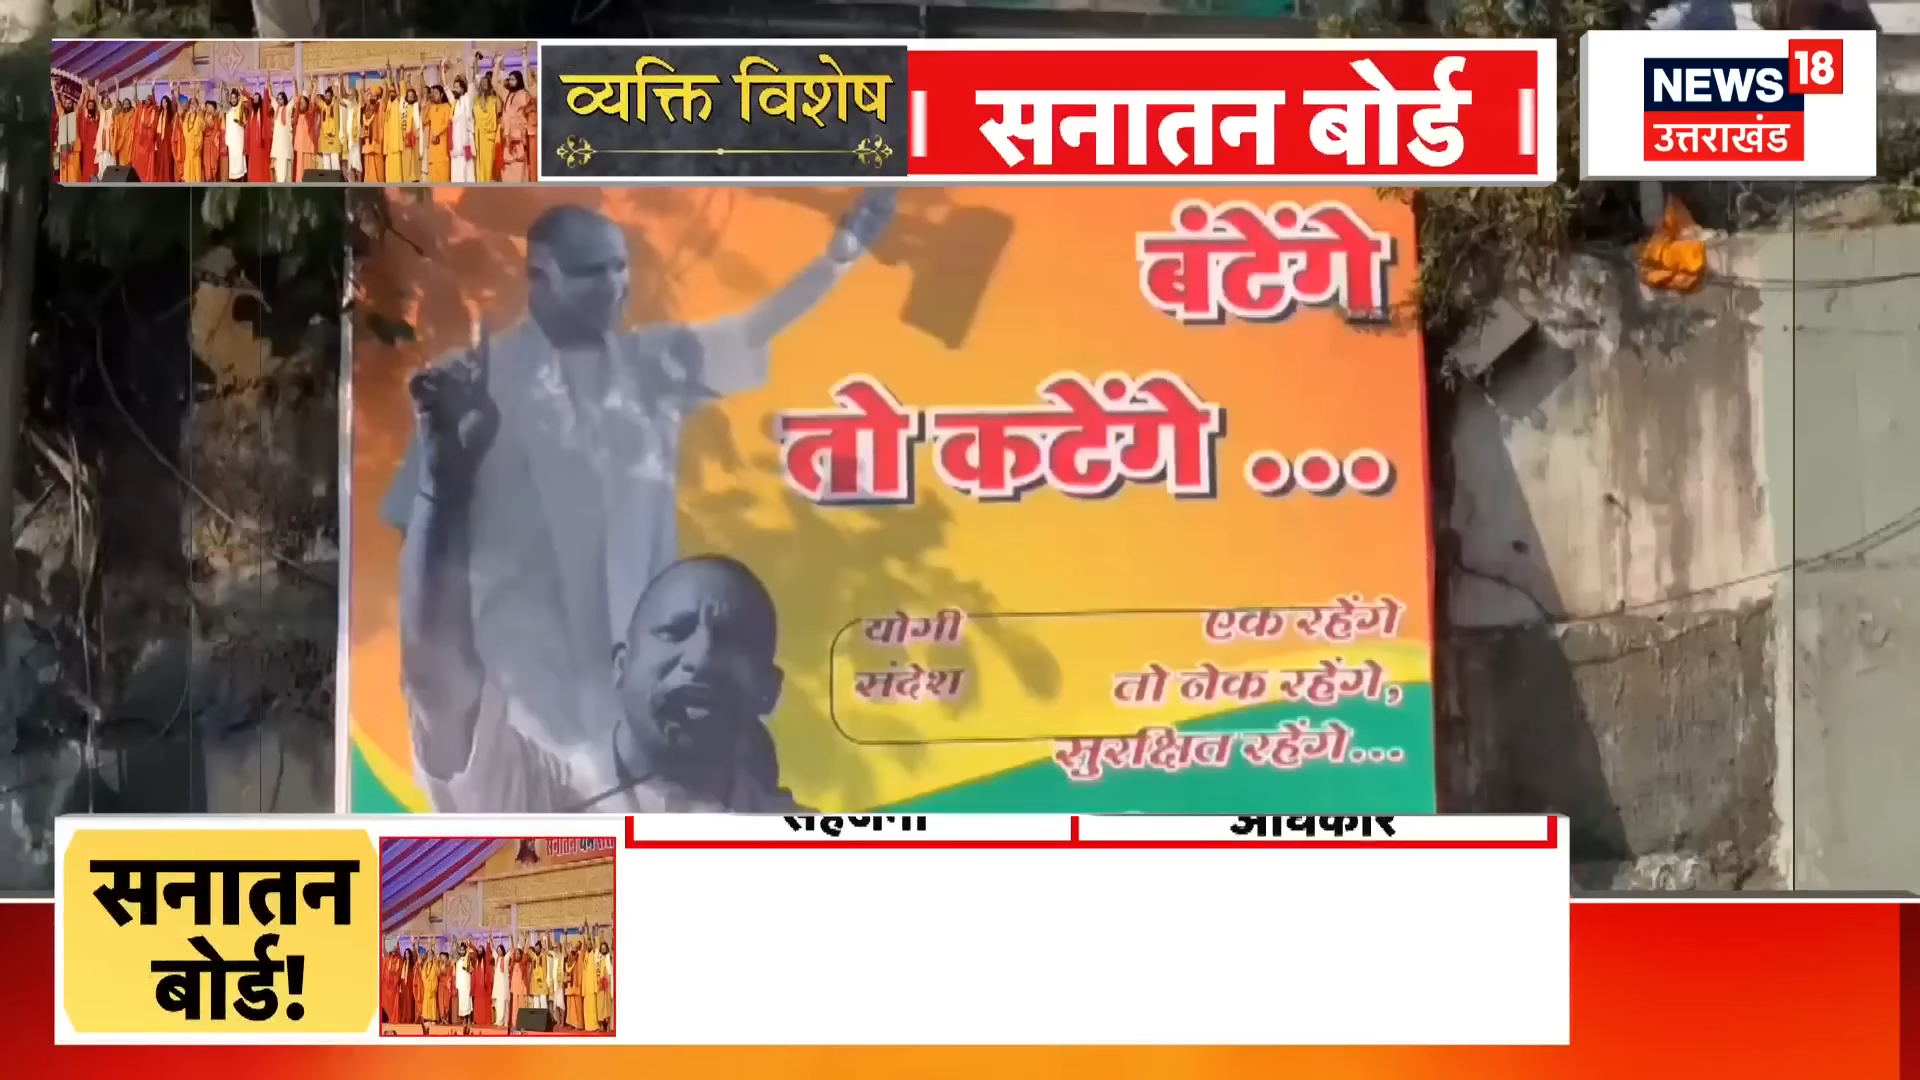 व्यक्ति विशेष
सनातन बोर्ड
NEWS 18
उत्तराखंड
बंटेंगे
तो कटेंगे ...
योगी
संदेश
एक रहेंगे
तो नेक रहेंगे,
सुरक्षित रहेंगे...
सनातन
बोर्ड!